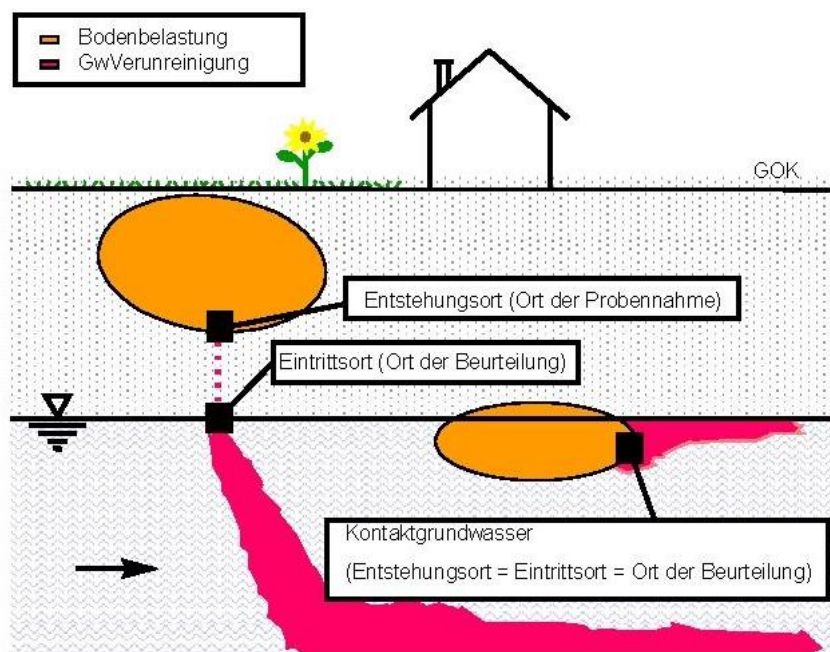 Bodenbelastung
GwVerunreinigung
GOK
Entstehungsort (Ort der Probennahme)
Eintrittsort (Ort der Beurteilung)
Kontaktgrundwasser
(Entstehungsort = Eintrittsort = Ort der Beurteilung)